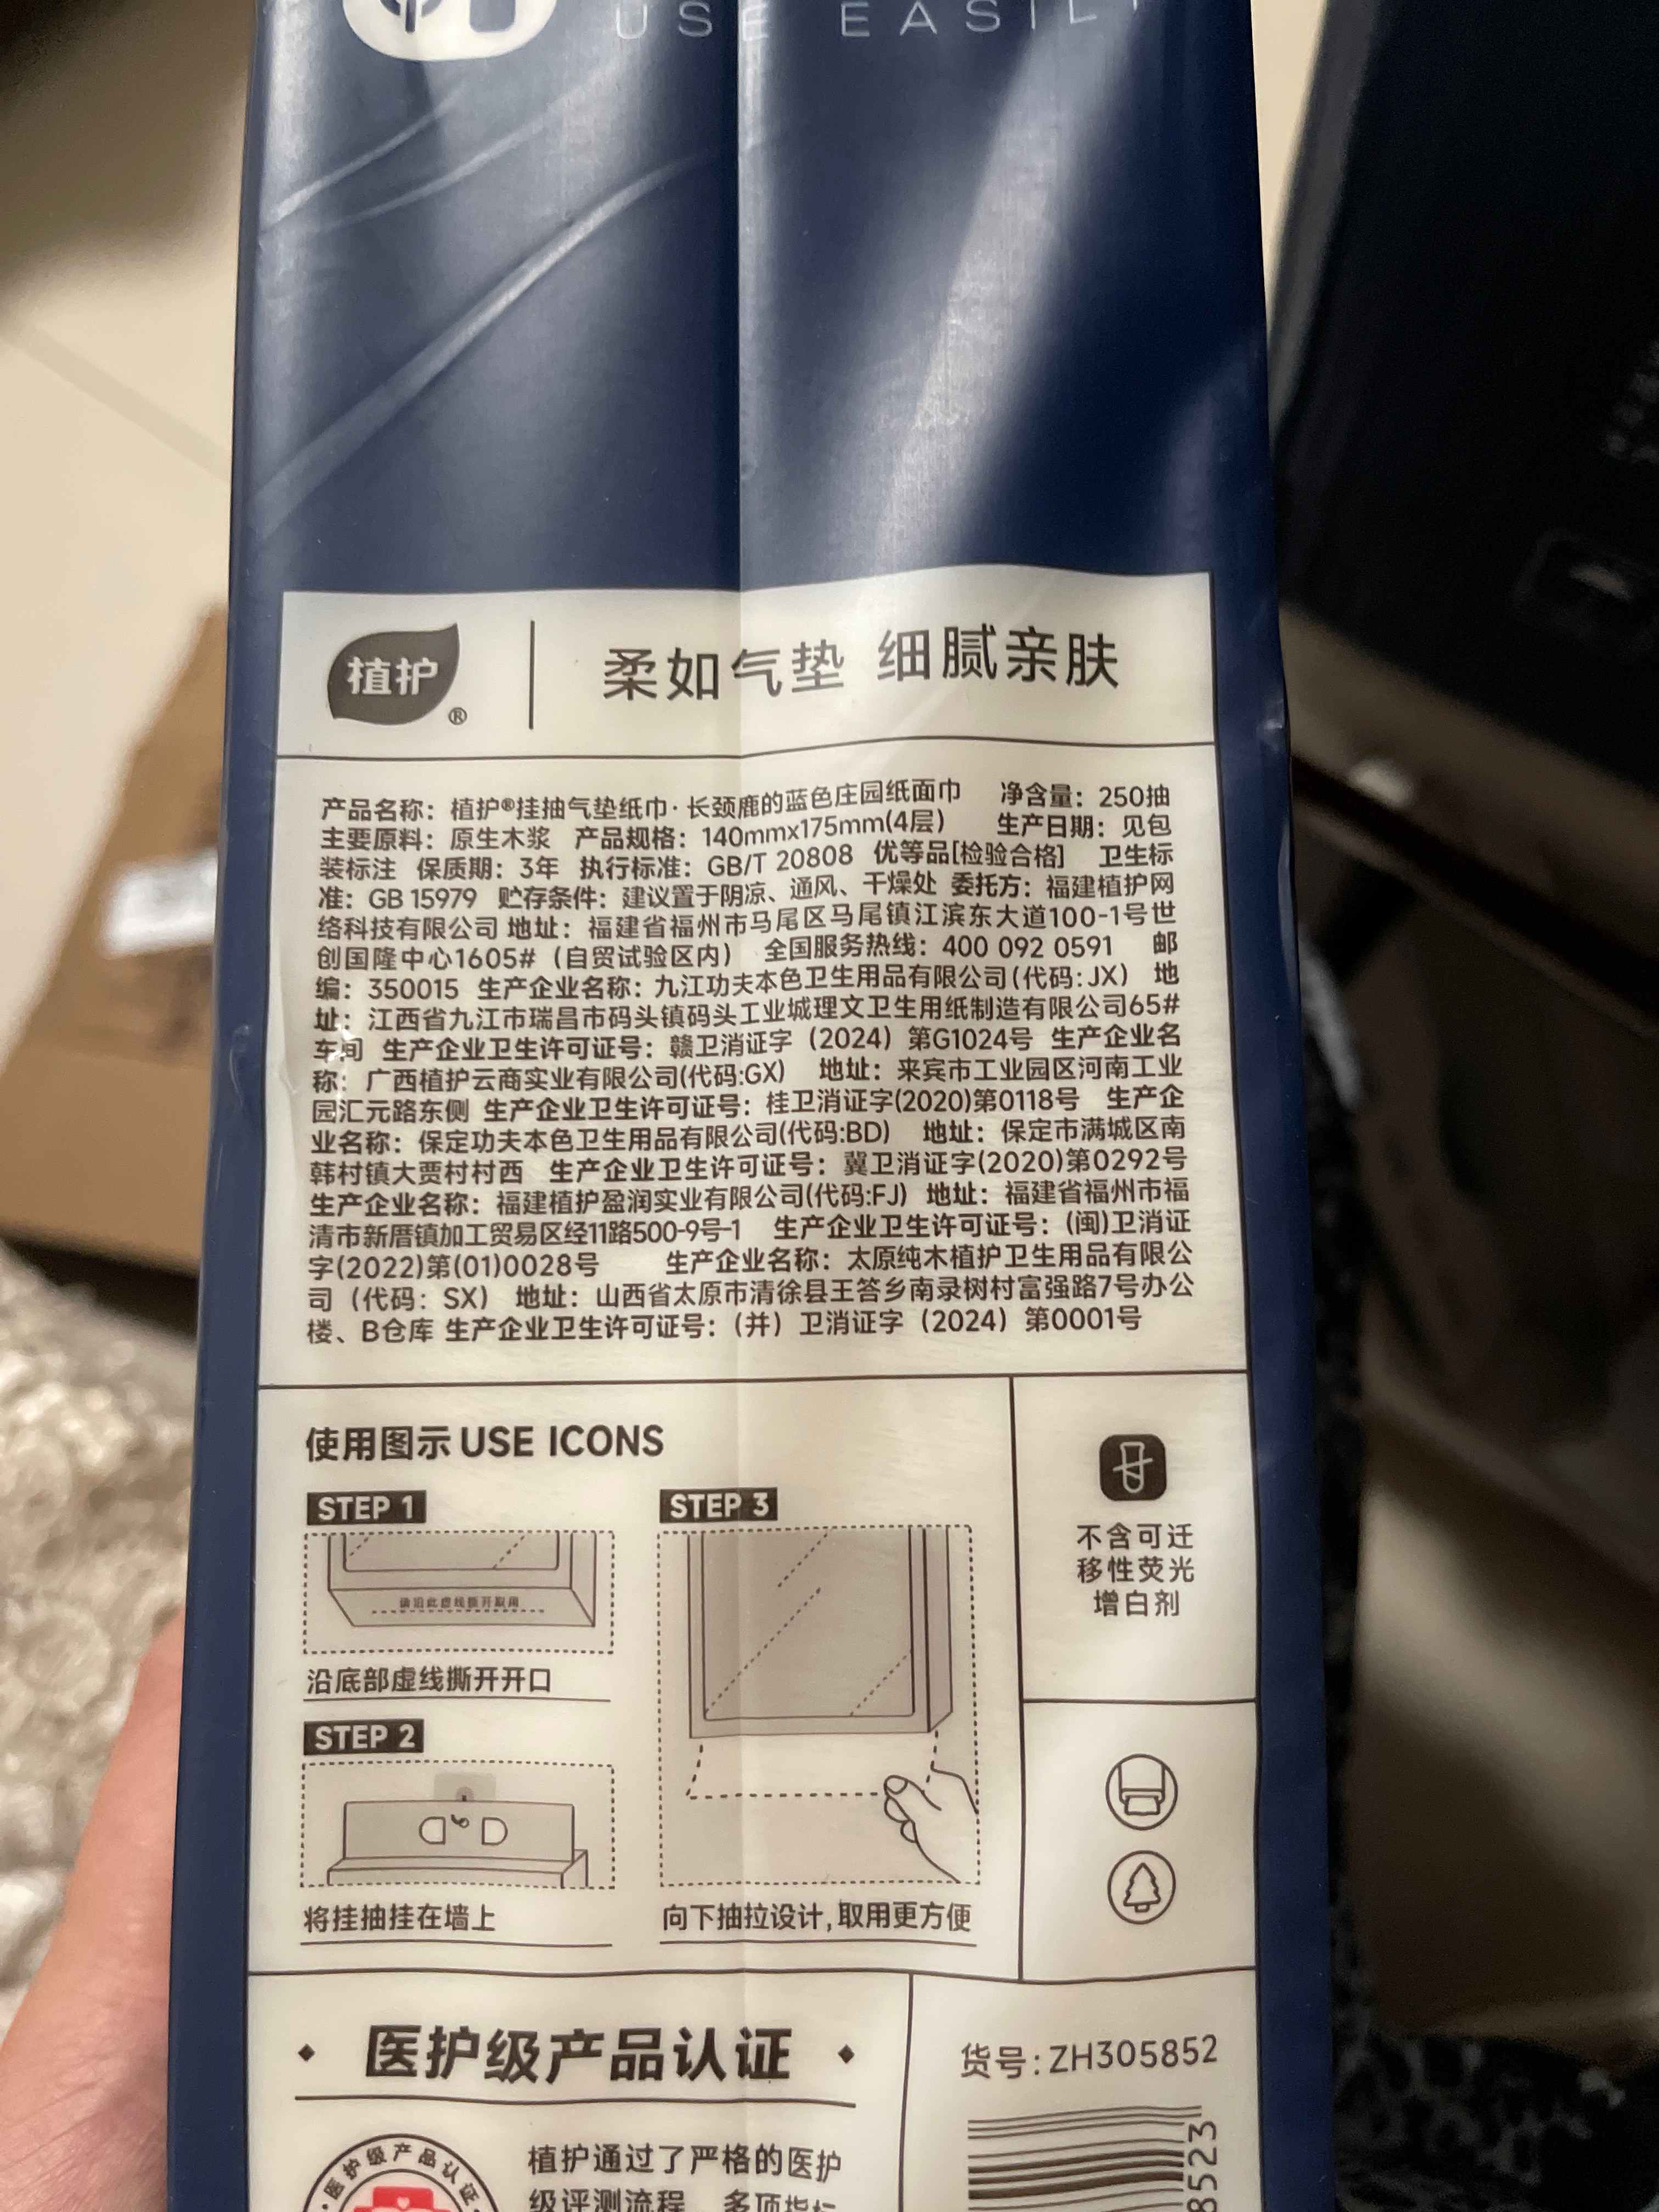 USE EASILY
植护®
柔如气垫 细腻亲肤
产品名称：植护®挂抽气垫纸巾·长颈鹿的蓝色庄园纸面巾 净含量：250抽
主要原料：原生木浆 产品规格：140mmx175mm(4层) 生产日期：见包
装标注 保质期：3年 执行标准：GB/T 20808 优等品[检验合格] 卫生标
准：GB 15979 贮存条件：建议置于阴凉、通风、干燥处 委托方：福建植护网
络科技有限公司 地址：福建省福州市马尾区马尾镇江滨东大道100-1号世
创国隆中心1605#（自贸试验区内） 全国服务热线：400 092 0591 邮
编：350015 生产企业名称：九江功夫本色卫生用品有限公司(代码:JX) 地
址：江西省九江市瑞昌市码头镇码头工业城理文卫生用纸制造有限公司65#
车间 生产企业卫生许可证号：赣卫消证字（2024）第G1024号 生产企业名
称：广西植护云商实业有限公司(代码:GX) 地址：来宾市工业园区河南工业
园汇元路东侧 生产企业卫生许可证号：桂卫消证字(2020)第0118号 生产企
业名称：保定功夫本色卫生用品有限公司(代码:BD) 地址：保定市满城区南
韩村镇大贾村村西 生产企业卫生许可证号：冀卫消证字(2020)第0292号
生产企业名称：福建植护盈润实业有限公司(代码:FJ) 地址：福建省福州市福
清市新厝镇加工贸易区经11路500-9号-1 生产企业卫生许可证号：(闽)卫消证
字(2022)第(01)0028号 生产企业名称：太原纯木植护卫生用品有限公
司（代码：SX） 地址：山西省太原市清徐县王答乡南录树村富强路7号办公
楼、B仓库 生产企业卫生许可证号：（并）卫消证字（2024）第0001号
使用图示 USE ICONS
STEP 1
请沿此虚线撕开取用
沿底部虚线撕开开口
STEP 2
将挂抽挂在墙上
STEP 3
向下抽拉设计,取用更方便
不含可迁
移性荧光
增白剂
医护级产品认证
医护级产品认证
植护通过了严格的医护
级评测流程
货号:ZH305852
8523